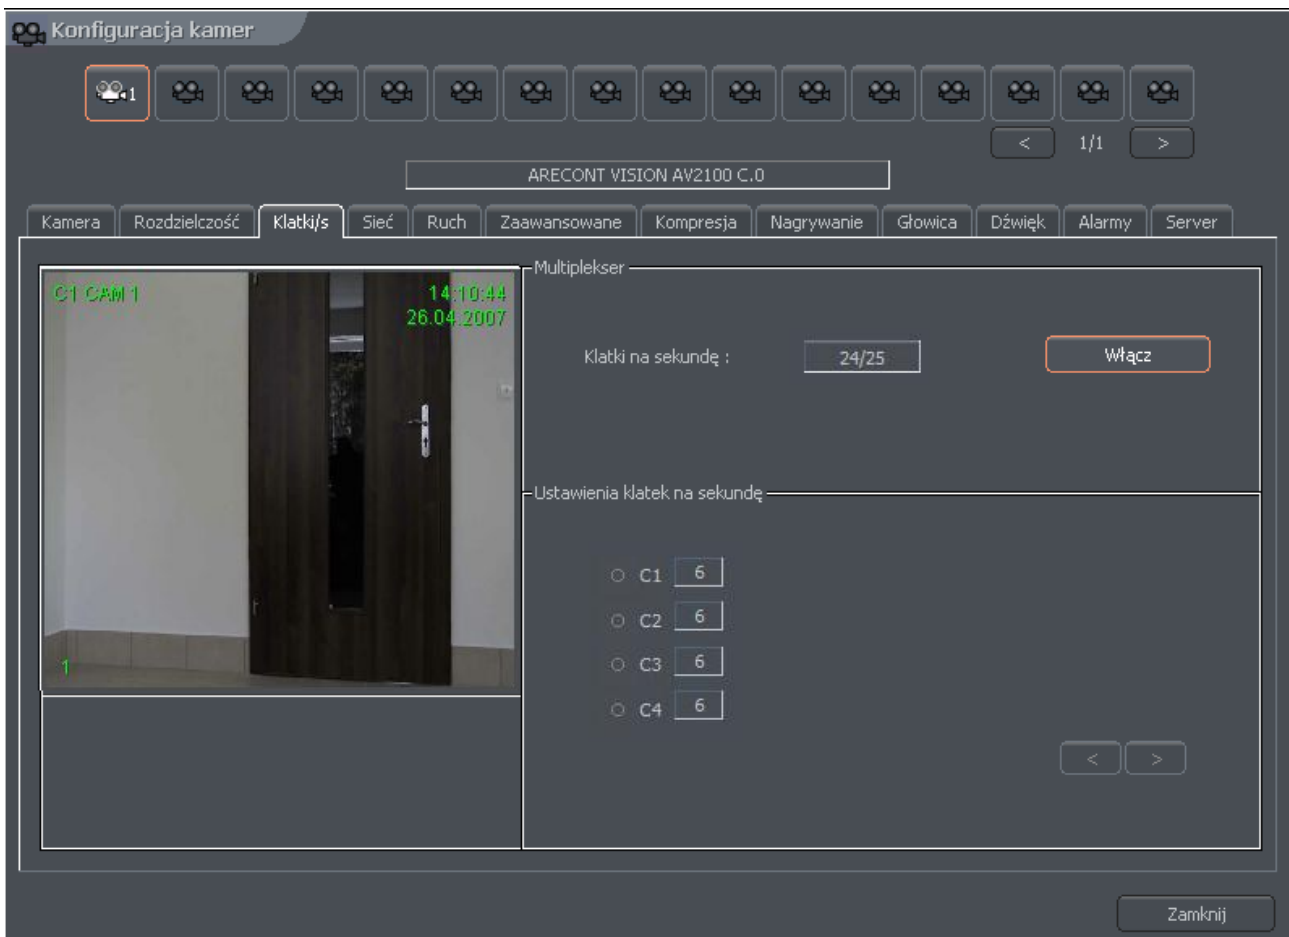 Konfiguracja kamer
1
< 1/1 >
ARECONT VISION AV2100 C.0
Kamera Rozdzielczość Klatki/s Sieć Ruch Zaawansowane Kompresja Nagrywanie Głowica Dźwięk Alarmy Server
C1 CAM 1 14:10:44
26.04.2007
1
Multiplekser
Klatki na sekundę : 24/25 Włącz
Ustawienia klatek na sekundę
C1 6
C2 6
C3 6
C4 6
< >
Zamknij